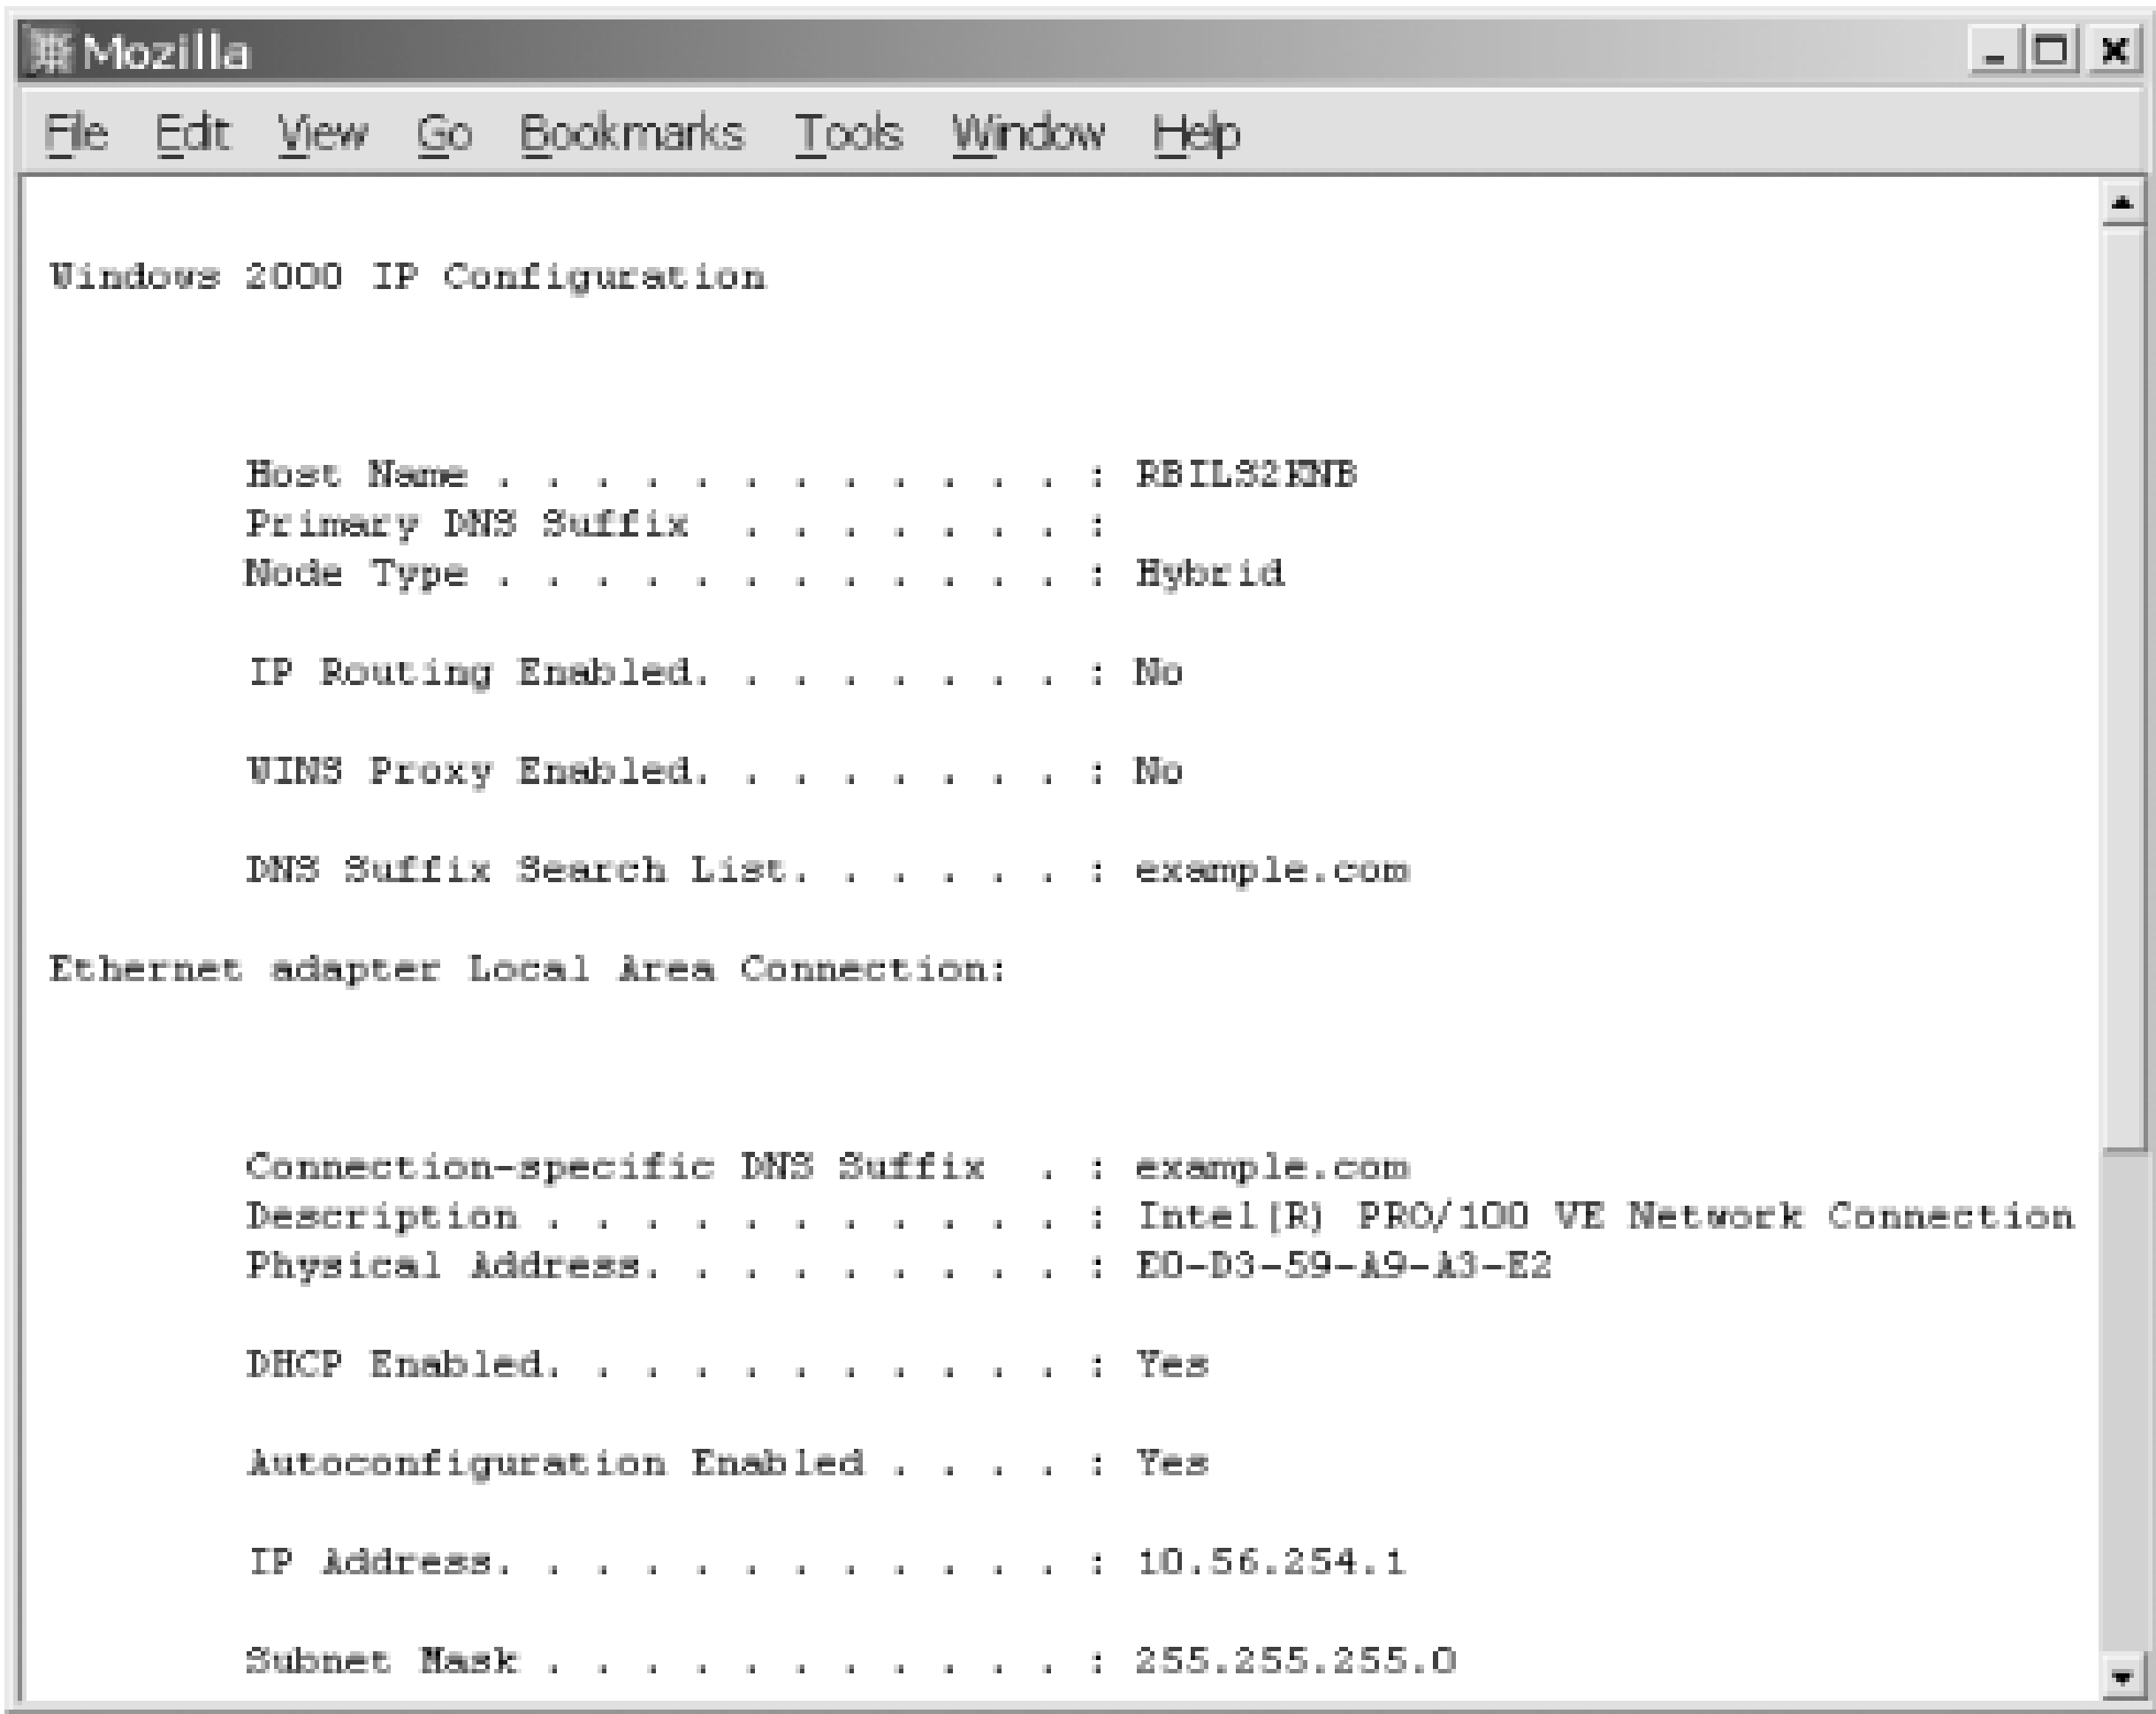 Mozilla
File Edit View Go Bookmarks Tools Window Help
Windows 2000 IP Configuration
Host Name . . . . . . . . . . . . : RBILS2KNB
Primary DNS Suffix . . . . . . . :
Node Type . . . . . . . . . . . . : Hybrid
IP Routing Enabled. . . . . . . . : No
WINS Proxy Enabled. . . . . . . . : No
DNS Suffix Search List. . . . . . : example.com
Ethernet adapter Local Area Connection:
Connection-specific DNS Suffix . : example.com
Description . . . . . . . . . . . : Intel(R) PRO/100 VE Network Connection
Physical Address. . . . . . . . . : E0-D3-59-A9-A3-E2
DHCP Enabled. . . . . . . . . . . : Yes
Autoconfiguration Enabled . . . . : Yes
IP Address. . . . . . . . . . . . : 10.56.254.1
Subnet Mask . . . . . . . . . . . : 255.255.255.0